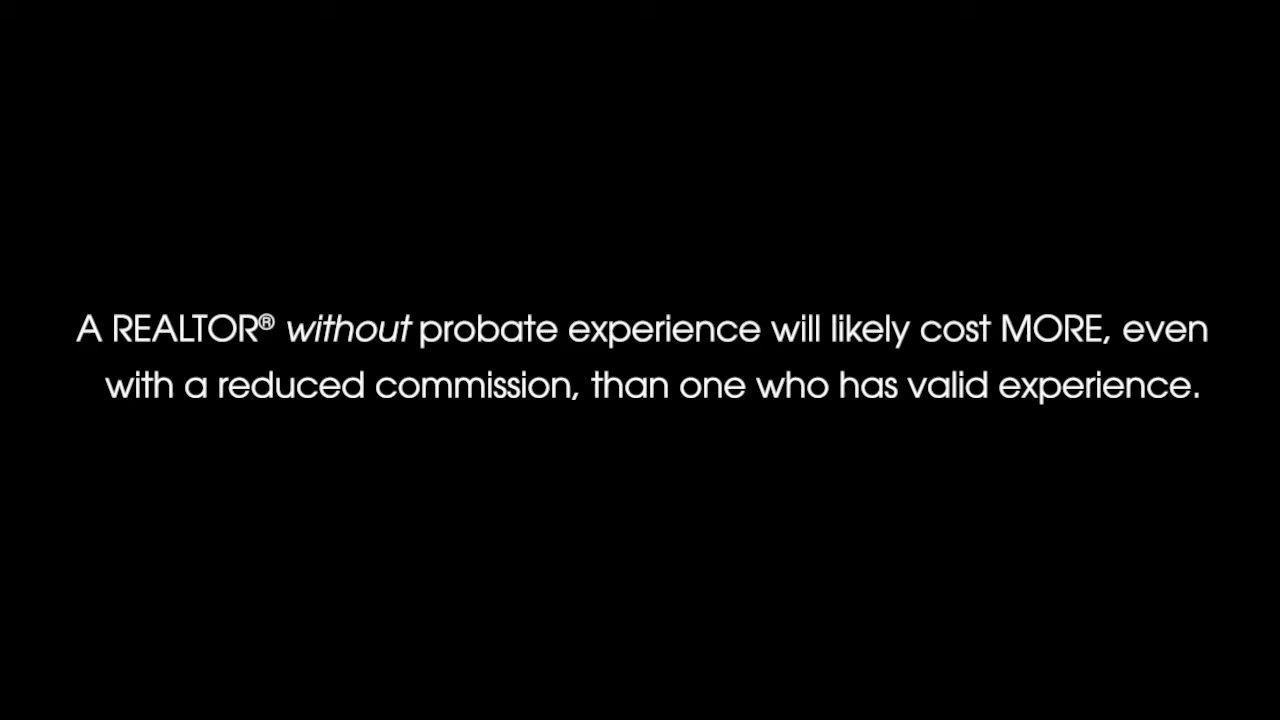 A REALTOR® without probate experience will likely cost MORE, even
with a reduced commission, than one who has valid experience.